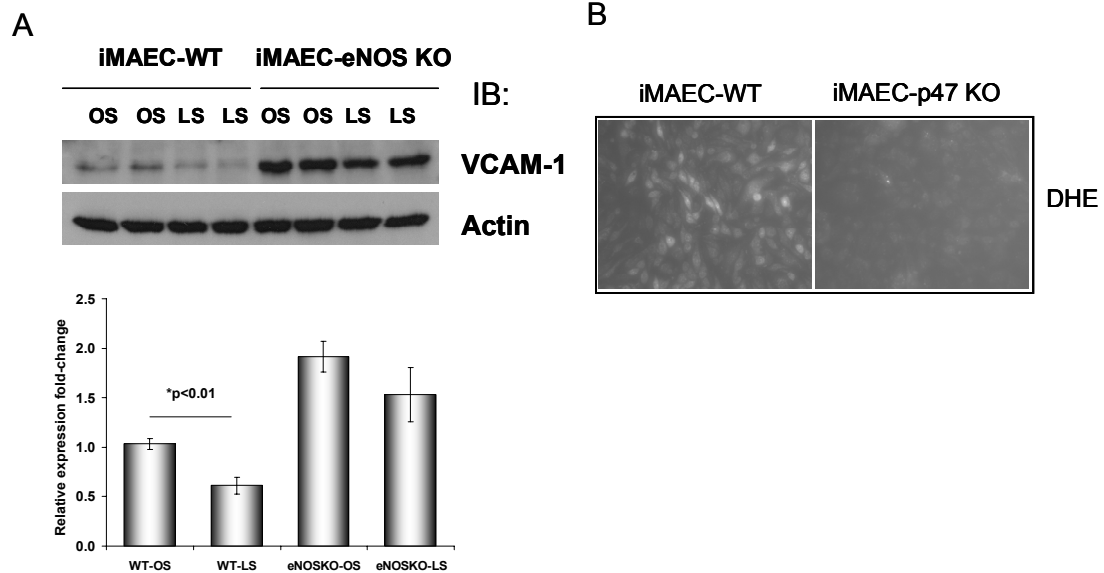 A
iMAEC-WT iMAEC-eNOS KO
IB:
OS OS LS LS OS OS LS LS
VCAM-1
Actin
Relative expression fold-change
2.5
2.0
1.5
1.0
0.5
0.0
*p<0.01
WT-OS WT-LS eNOSKO-OS eNOSKO-LS
B
iMAEC-WT iMAEC-p47 KO
DHE